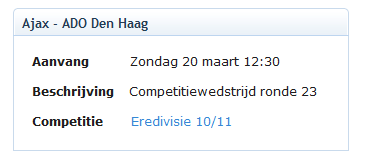 Ajax - ADO Den Haag
Aanvang Zondag 20 maart 12:30
Beschrijving Competitiewedstrijd ronde 23
Competitie Eredivisie 10/11